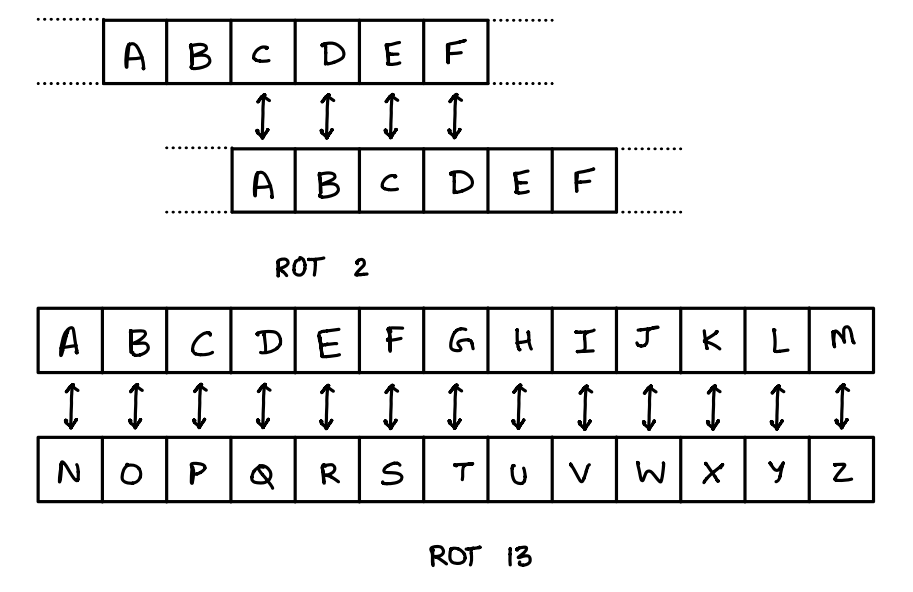 A B C D E F
A B C D E F
ROT 2
A B C D E F G H I J K L M
N O P Q R S T U V W X Y Z
ROT 13